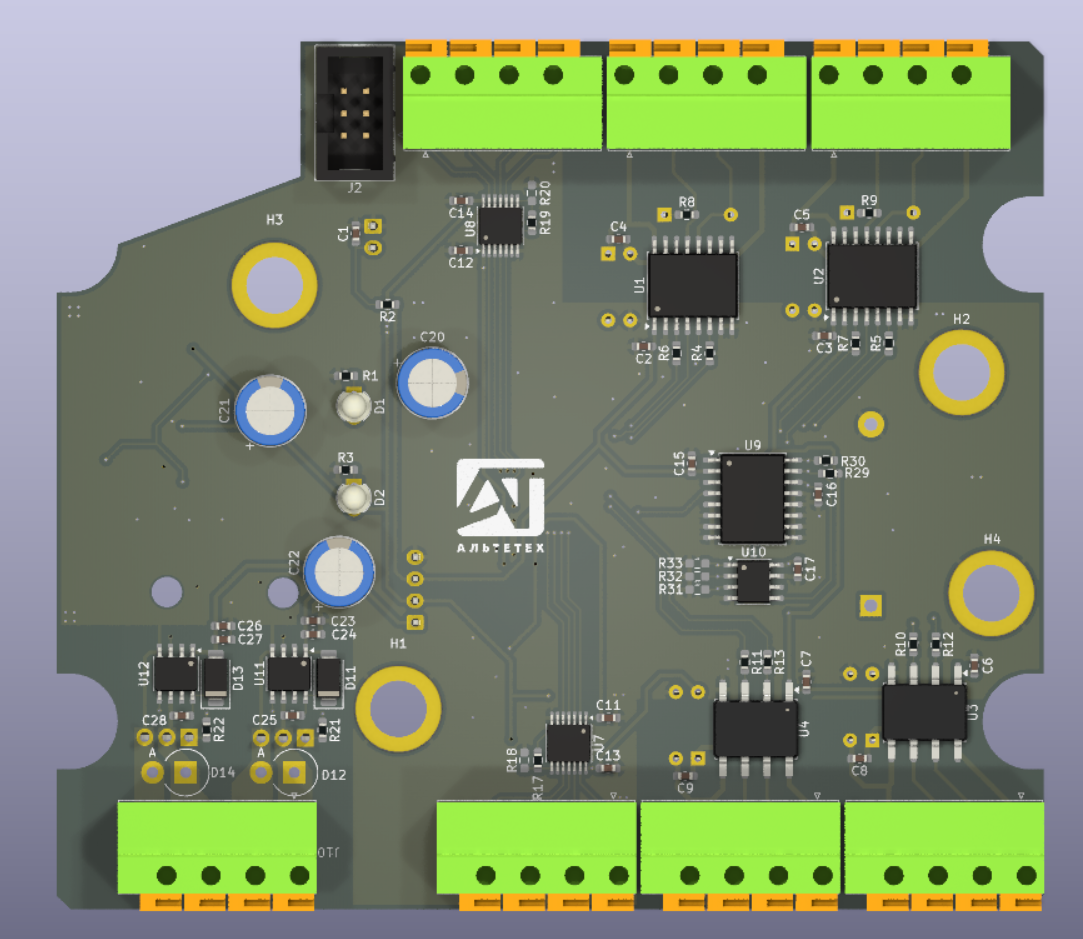 J2
R20
C14
U8
R19
C12
H3
C1
R2
R8
C4
U1
C2
R6
R4
R9
C5
U2
C3
R7
R5
H2
C20
R1
D1
C21
R3
D2
U9
C15
R30
R29
C16
АЛЬТЕТЕХ
U10
R33
R32
R31
C17
H4
C22
C23
C24
C26
C27
H1
U12
D13
U11
D11
R11
R13
C7
R10
R12
C6
C28
R22
C25
R21
C11
U7
R18
C13
R17
U4
U3
C9
C8
A
D14
A
D12
J10